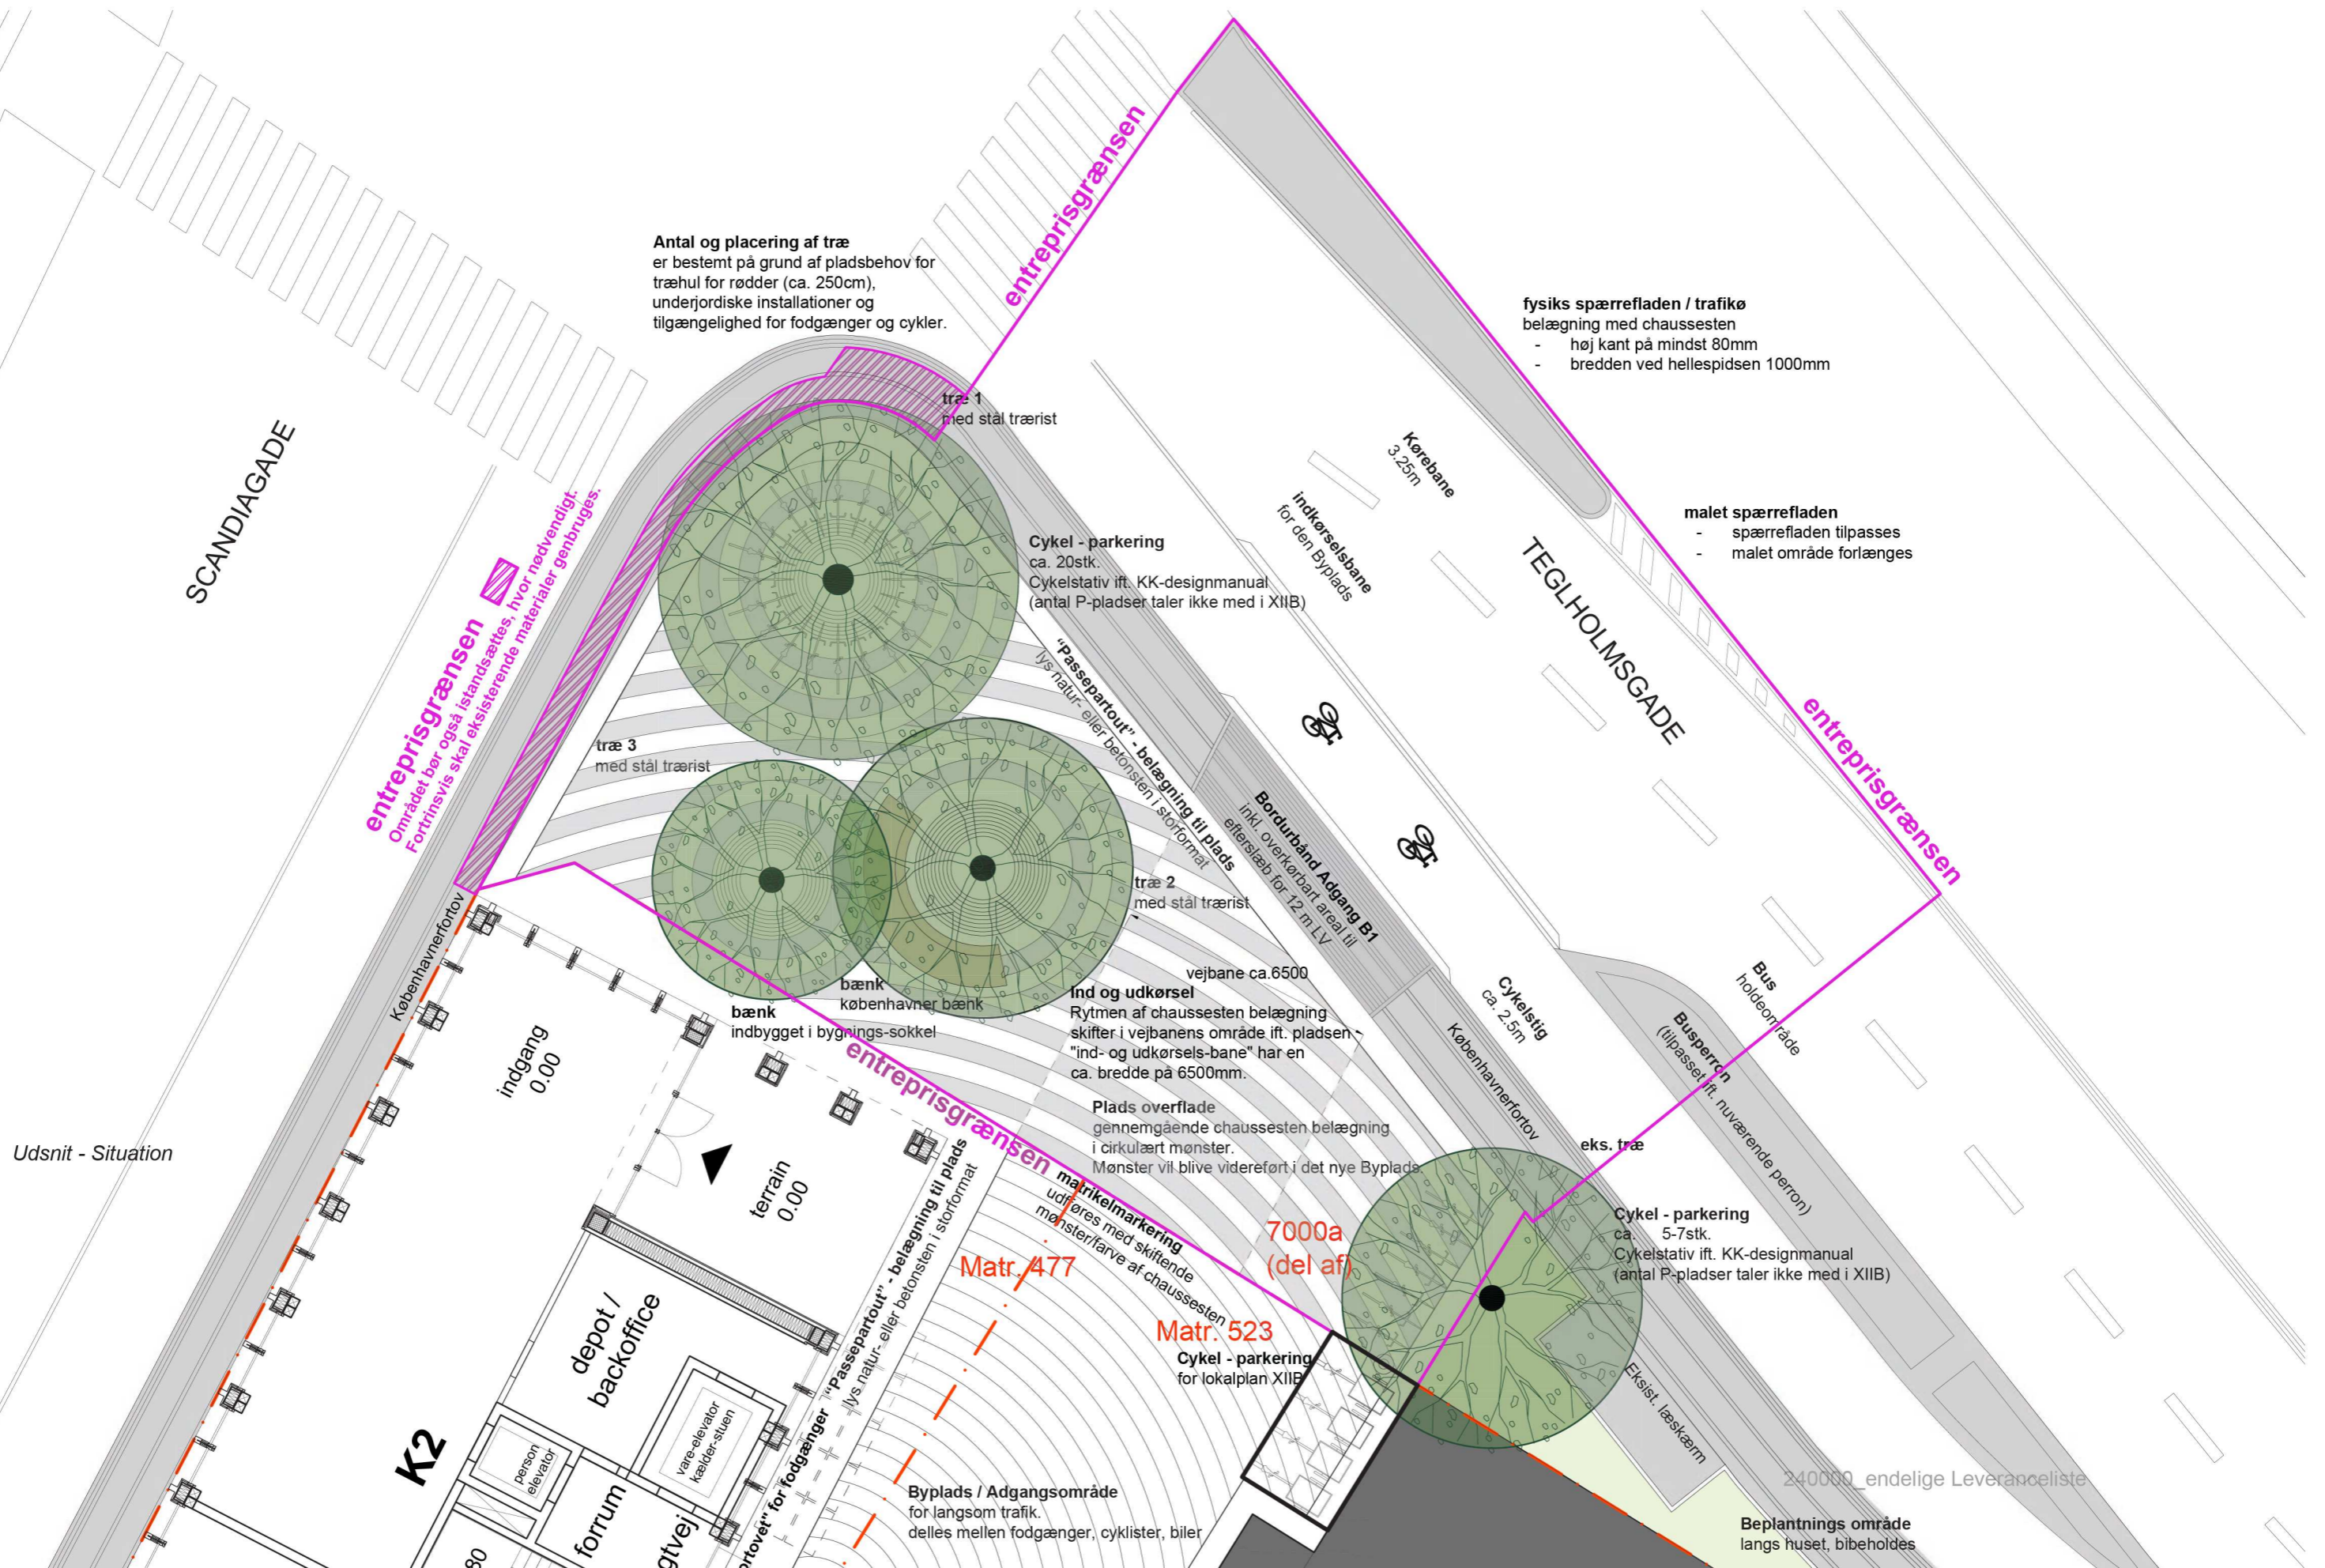 Antal og placering af træ
er bestemt på grund af pladsbehov for
træhul for rødder (ca. 250cm),
underjordiske installationer og
tilgængelighed for fodgænger og cykler.
entreprisgrænsen
fysiks spærrefladen / trafikø
belægning med chaussesten
- høj kant på mindst 80mm
- bredden ved hellespidsen 1000mm
træ 1
med stål trærist
SCANDIAGADE
Kørebane
3.25m
indkørselsbane
for den Byplads
malet spærrefladen
- spærrefladen tilpasses
- malet område forlænges
TEGLHOLMSGADE
entreprisgrænsen
Området bør også istandsættes, hvor nødvendigt.
Fortrinsvis skal eksisterende materialer genbruges.
Cykel - parkering
ca. 20stk.
Cykelstativ ift. KK-designmanual
(antal P-pladser taler ikke med i XIIB)
"Passepartout" - belægning til plads
lys natur- eller betonsten i storformat
entreprisgrænsen
træ 3
med stål trærist
Bordurbånd Adgang B1
inkl. overkørbart areal til
efterslæb for 12 m LV
træ 2
med stål trærist
Københavnerfortov
vejbane ca.6500
bænk
københavner bænk
bænk
indbygget i bygnings-sokkel
Ind og udkørsel
Rytmen af chaussesten belægning
skifter i vejbanens område ift. pladsen
"ind- og udkørsels-bane" har en
ca. bredde på 6500mm.
Cykelstig
ca. 2.5m
Bus
holdeområde
Busperron
(tilpasset ift. nuværende perron)
Københavnerfortov
indgang
0.00
entreprisgrænsen
Plads overflade
gennemgående chaussesten belægning
i cirkulært mønster.
Mønster vil blive videreført i det nye Byplads.
eks. træ
Udsnit - Situation
terrain
0.00
matrikelmarkering
udføres med skiftende
mønster/farve af chaussesten
Cykel - parkering
ca. 5-7stk.
Cykelstativ ift. KK-designmanual
(antal P-pladser taler ikke med i XIIB)
7000a
(del af)
Matr. 477
Matr. 523
Cykel - parkering
for lokalplan XIIB
"Passepartout" - belægning til plads
lys natur- eller betonsten i storformat
depot /
backoffice
Eksist. læskærm
K2
person
elevator
vare-elevator
kælder-stuen
ortovet" for fodgænger
240000_endelige Leveranceliste
Byplads / Adgangsområde
for langsom trafik.
delles mellen fodgænger, cyklister, biler
Beplantnings område
langs huset, bibeholdes
forrum
gtvej
80